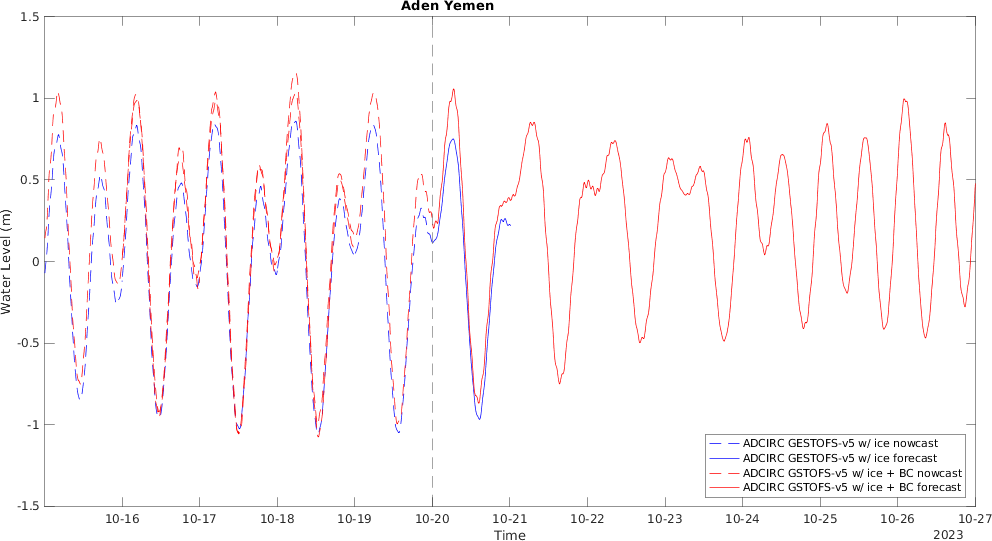 Aden Yemen
1.5
1
0.5
0
-0.5
-1
-1.5
Water Level (m)
10-16 10-17 10-18 10-19 10-20 10-21 10-22 10-23 10-24 10-25 10-26 10-27
Time
2023
ADCIRC GESTOFS-v5 w/ ice nowcast
ADCIRC GESTOFS-v5 w/ ice forecast
ADCIRC GSTOFS-v5 w/ ice + BC nowcast
ADCIRC GSTOFS-v5 w/ ice + BC forecast